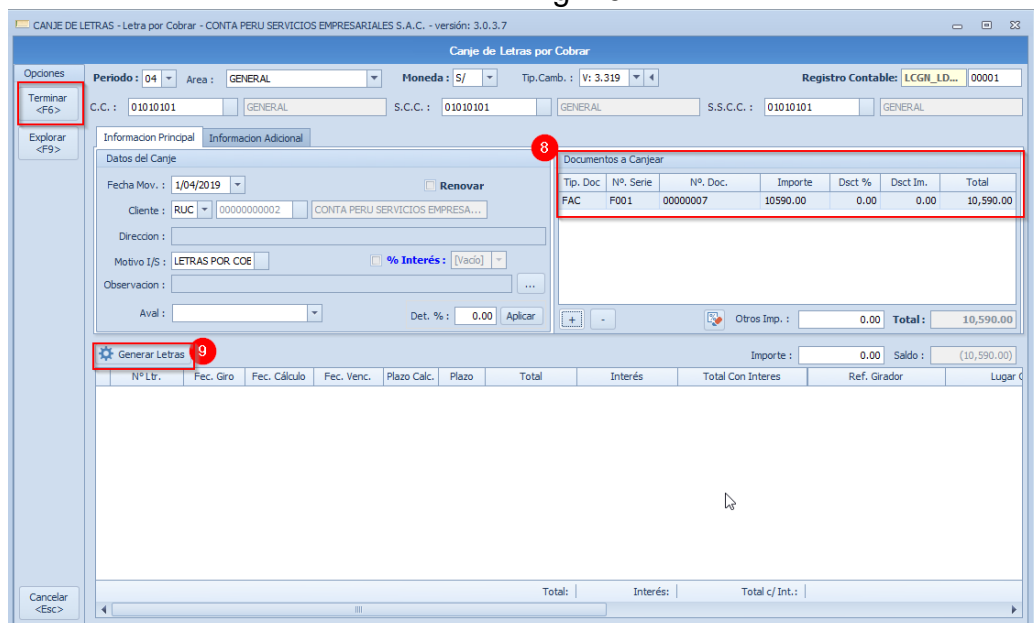 CANJE DE LETRAS - Letra por Cobrar - CONTA PERU SERVICIOS EMPRESARIALES S.A.C. - versión: 3.0.3.7
Canje de Letras por Cobrar
Opciones
Terminar
<F6>
Explorar
<F9>
Periodo : 04 Area : GENERAL Moneda : S/ Tip.Camb. : V: 3.319 Registro Contable: LCGN_LD... 00001
C.C. : 01010101 GENERAL S.C.C. : 01010101 GENERAL S.S.C.C. : 01010101 GENERAL
Informacion Principal Informacion Adicional
8
Datos del Canje
Fecha Mov. : 1/04/2019 Renovar
Cliente : RUC 00000000002 CONTA PERU SERVICIOS EMPRESA...
Direccion :
Motivo I/S : LETRAS POR COB % Interés : [Vacío]
Observacion : ...
Aval : Det. % : 0.00 Aplicar
Documentos a Canjear
Tip. Doc Nº. Serie Nº. Doc. Importe Dsct % Dsct Im. Total
FAC F001 00000007 10590.00 0.00 0.00 10,590.00
+ - Otros Imp. : 0.00 Total : 10,590.00
Generar Letras 9 Importe : 0.00 Saldo : (10,590.00)
Nº Ltr. Fec. Giro Fec. Cálculo Fec. Venc. Plazo Calc. Plazo Total Interés Total Con Interes Ref. Girador Lugar
Total: Interés: Total c/ Int.:
Cancelar
<Esc>